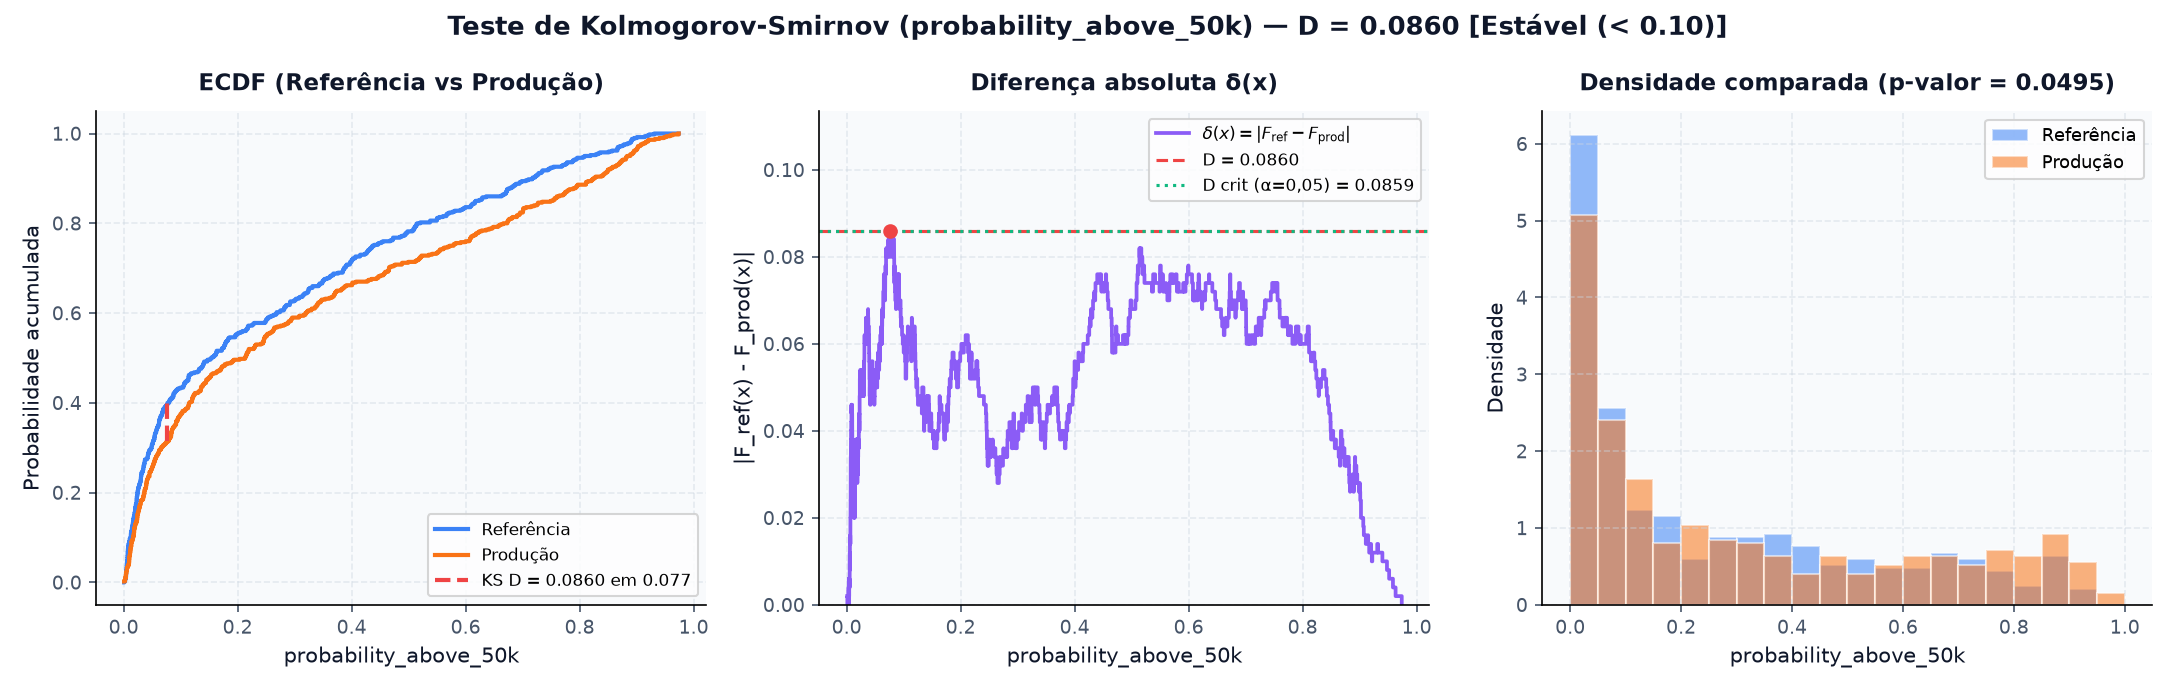 Teste de Kolmogorov-Smirnov (probability_above_50k) — D = 0.0860 [Estável (< 0.10)]
ECDF (Referência vs Produção)
Probabilidade acumulada
1.0
0.8
0.6
0.4
0.2
0.0
Referência
Produção
KS D = 0.0860 em 0.077
0.0 0.2 0.4 0.6 0.8 1.0
probability_above_50k
Diferença absoluta δ(x)
|F_ref(x) - F_prod(x)|
0.10
0.08
0.06
0.04
0.02
0.00
δ(x) = |Fref − Fprod|
D = 0.0860
D crit (α=0,05) = 0.0859
0.0 0.2 0.4 0.6 0.8 1.0
probability_above_50k
Densidade comparada (p-valor = 0.0495)
Densidade
6
5
4
3
2
1
0
Referência
Produção
0.0 0.2 0.4 0.6 0.8 1.0
probability_above_50k